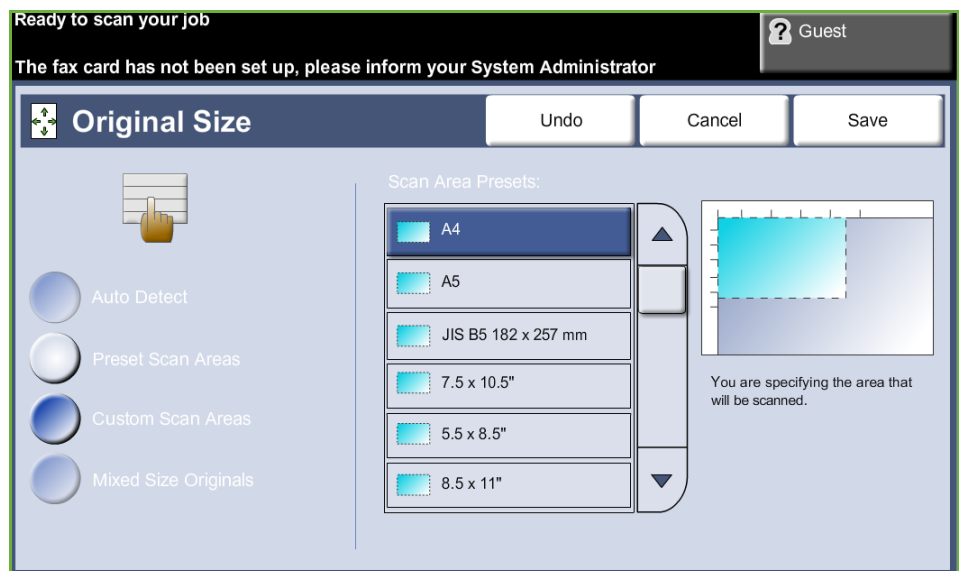 Ready to scan your job
Guest
The fax card has not been set up, please inform your System Administrator
Original Size
Undo
Cancel
Save
Scan Area Presets:
Auto Detect
Preset Scan Areas
Custom Scan Areas
Mixed Size Originals
A4
A5
JIS B5 182 x 257 mm
7.5 x 10.5"
5.5 x 8.5"
8.5 x 11"
You are specifying the area that
will be scanned.